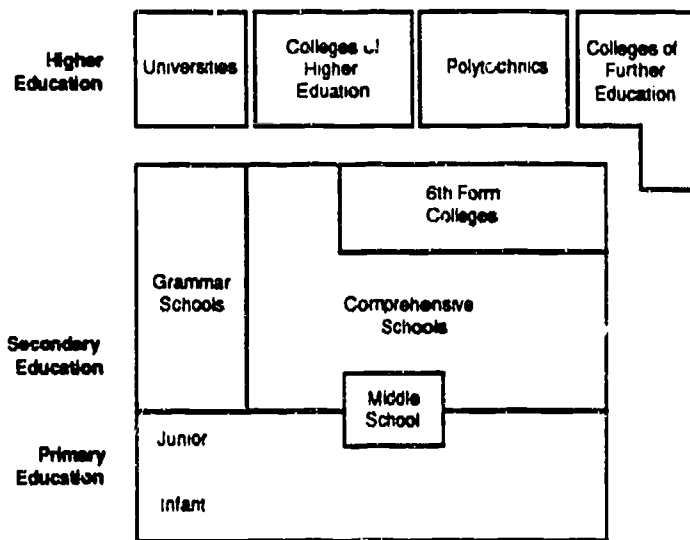 Higher
Education
Universities
Colleges of
Higher
Eduation
Polytechnics
Colleges of
Further
Education
6th Form
Colleges
Grammar
Schools
Comprehensive
Schools
Secondary
Education
Middle
School
Primary
Education
Junior
Infant